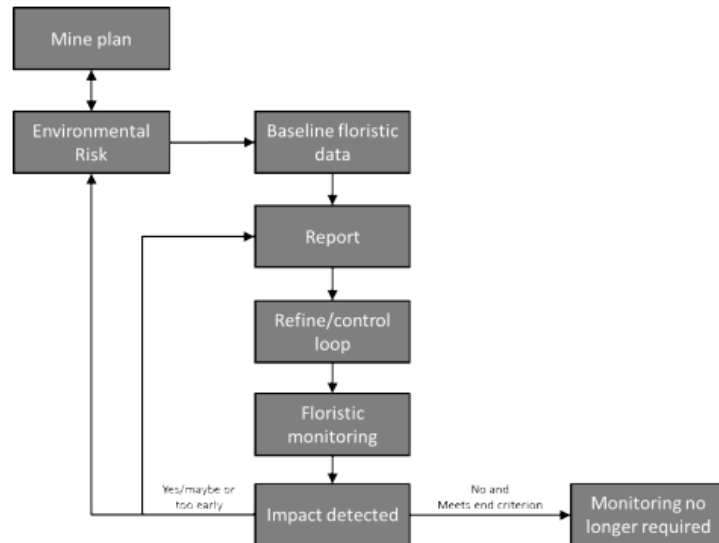 Mine plan
Environmental
Risk
Baseline floristic
data
Report
Refine/control
loop
Floristic
monitoring
Yes/maybe or
too early
Impact detected
No and
Meets end criterion
Monitoring no
longer required